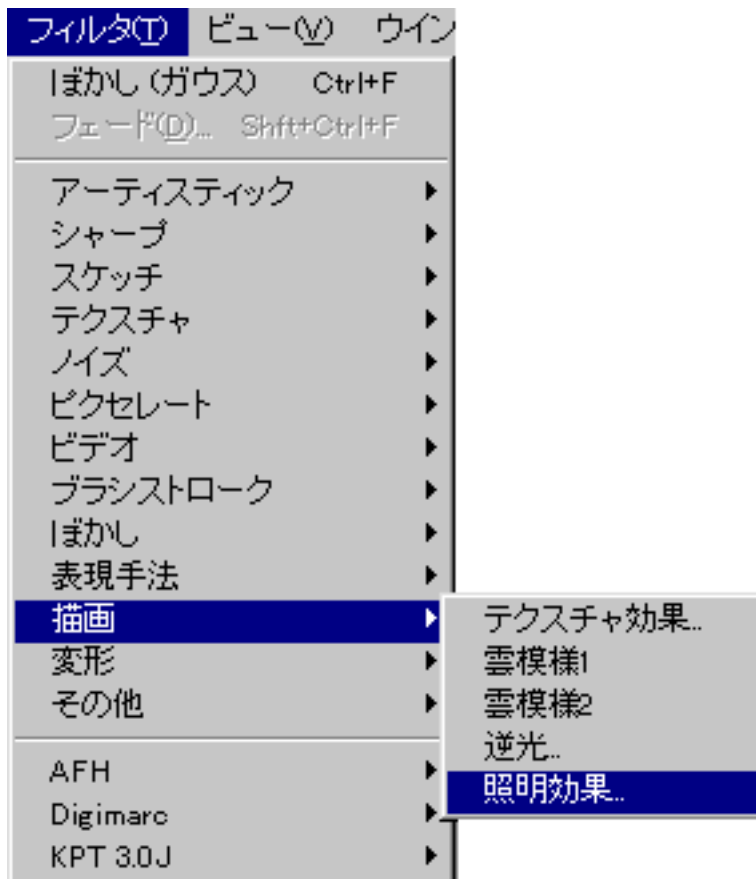 フィルタ(T) ビュー(V) ウイン
ぼかし (ガウス) Ctrl+F
フェード(D)... Shft+Ctrl+F
アーティスティック
シャープ
スケッチ
テクスチャ
ノイズ
ピクセレート
ビデオ
ブラシストローク
ぼかし
表現手法
描画
変形
その他
AFH
Digimarc
KPT 3.0J
テクスチャ効果...
雲模様1
雲模様2
逆光...
照明効果...